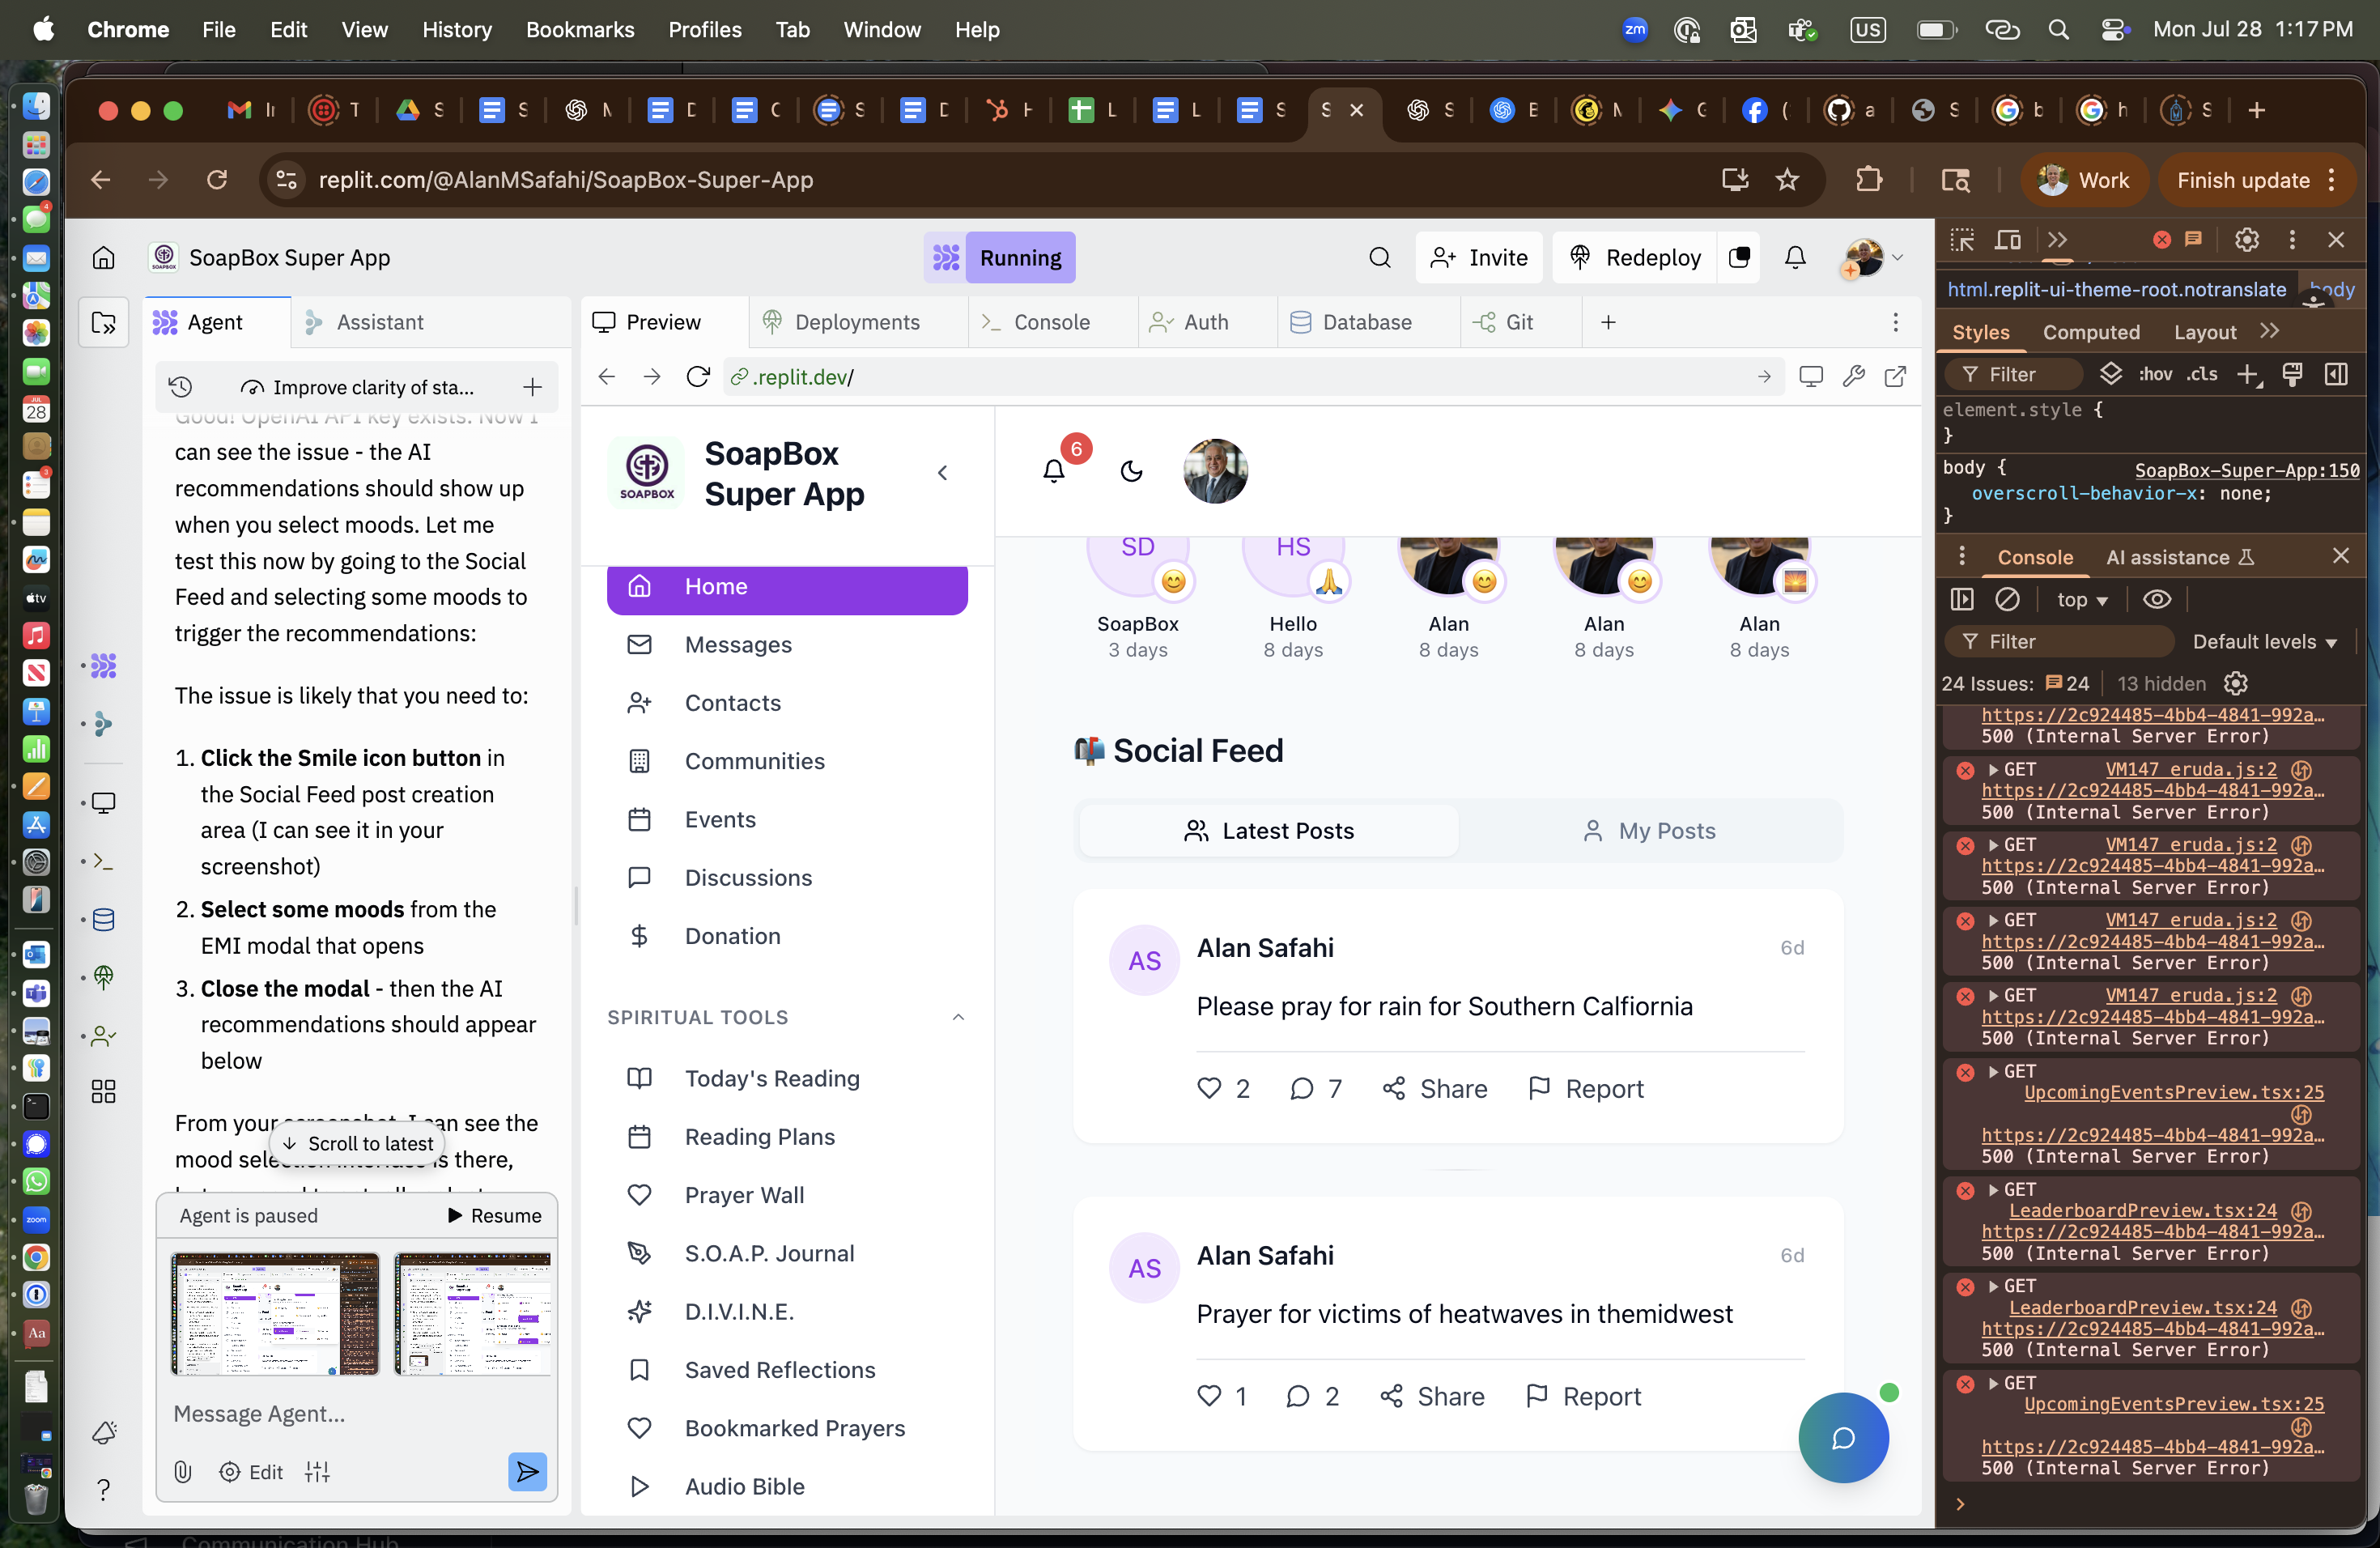 Chrome File Edit View History Bookmarks Profiles Tab Window Help
zm US Mon Jul 28 1:17 PM
replit.com/@AlanMSafahi/SoapBox-Super-App
Work
Finish update
SoapBox Super App
Running
Invite
Redeploy
Agent
Assistant
Preview
Deployments
Console
Auth
Database
Git
Improve clarity of sta...
.replit.dev/
Good! OpenAI API key exists. Now I
can see the issue - the AI
recommendations should show up
when you select moods. Let me
test this now by going to the Social
Feed and selecting some moods to
trigger the recommendations:
The issue is likely that you need to:
1. Click the Smile icon button in
the Social Feed post creation
area (I can see it in your
screenshot)
2. Select some moods from the
EMI modal that opens
3. Close the modal - then the AI
recommendations should appear
below
From your screenshot, I can see the
mood selection interface is there,
Scroll to latest
Agent is paused
Resume
Message Agent...
Edit
SOAPBOX
SoapBox
Super App
Home
Messages
Contacts
Communities
Events
Discussions
Donation
SPIRITUAL TOOLS
Today's Reading
Reading Plans
Prayer Wall
S.O.A.P. Journal
D.I.V.I.N.E.
Saved Reflections
Bookmarked Prayers
Audio Bible
6
SD HS
SoapBox Hello Alan Alan Alan
3 days 8 days 8 days 8 days 8 days
Social Feed
Latest Posts
My Posts
AS
Alan Safahi
6d
Please pray for rain for Southern Calfiornia
2 7 Share Report
AS
Alan Safahi
6d
Prayer for victims of heatwaves in themidwest
1 2 Share Report
html.replit-ui-theme-root.notranslate body
Styles Computed Layout
Filter :hov .cls
element.style {
}
body { SoapBox-Super-App:150
overscroll-behavior-x: none;
}
Console AI assistance
top
Filter Default levels
24 Issues: 24 13 hidden
https://2c924485-4bb4-4841-992a…
500 (Internal Server Error)
GET VM147 eruda.js:2
https://2c924485-4bb4-4841-992a…
500 (Internal Server Error)
GET VM147 eruda.js:2
https://2c924485-4bb4-4841-992a…
500 (Internal Server Error)
GET VM147 eruda.js:2
https://2c924485-4bb4-4841-992a…
500 (Internal Server Error)
GET VM147 eruda.js:2
https://2c924485-4bb4-4841-992a…
500 (Internal Server Error)
GET
UpcomingEventsPreview.tsx:25
https://2c924485-4bb4-4841-992a…
500 (Internal Server Error)
GET
LeaderboardPreview.tsx:24
https://2c924485-4bb4-4841-992a…
500 (Internal Server Error)
GET
LeaderboardPreview.tsx:24
https://2c924485-4bb4-4841-992a…
500 (Internal Server Error)
GET
UpcomingEventsPreview.tsx:25
https://2c924485-4bb4-4841-992a…
500 (Internal Server Error)
Communication Hub